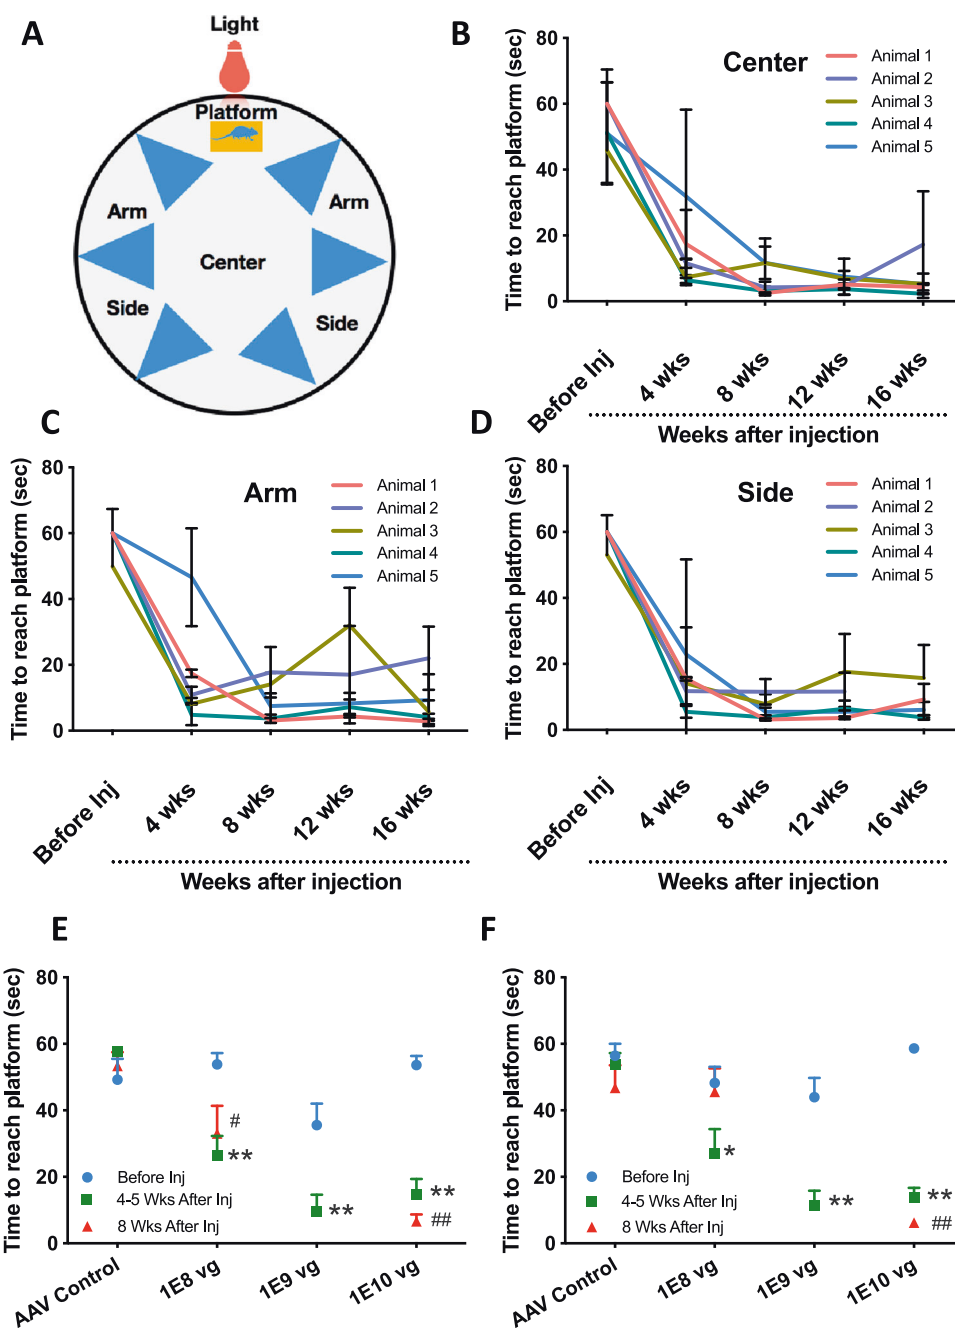 A
Light
Platform
Arm
Arm
Center
Side
Side
B
Center
Time to reach platform (sec)
80
60
40
20
0
Animal 1
Animal 2
Animal 3
Animal 4
Animal 5
Before Inj
4 wks
8 wks
12 wks
16 wks
Weeks after injection
C
Arm
Time to reach platform (sec)
80
60
40
20
0
Animal 1
Animal 2
Animal 3
Animal 4
Animal 5
Before Inj
4 wks
8 wks
12 wks
16 wks
Weeks after injection
D
Side
Time to reach platform (sec)
80
60
40
20
0
Animal 1
Animal 2
Animal 3
Animal 4
Animal 5
Before Inj
4 wks
8 wks
12 wks
16 wks
Weeks after injection
E
Time to reach platform (sec)
80
60
40
20
0
#
**
**
**
##
Before Inj
4-5 Wks After Inj
8 Wks After Inj
AAV Control
1E8 vg
1E9 vg
1E10 vg
F
Time to reach platform (sec)
80
60
40
20
0
*
**
**
##
Before Inj
4-5 Wks After Inj
8 Wks After Inj
AAV Control
1E8 vg
1E9 vg
1E10 vg